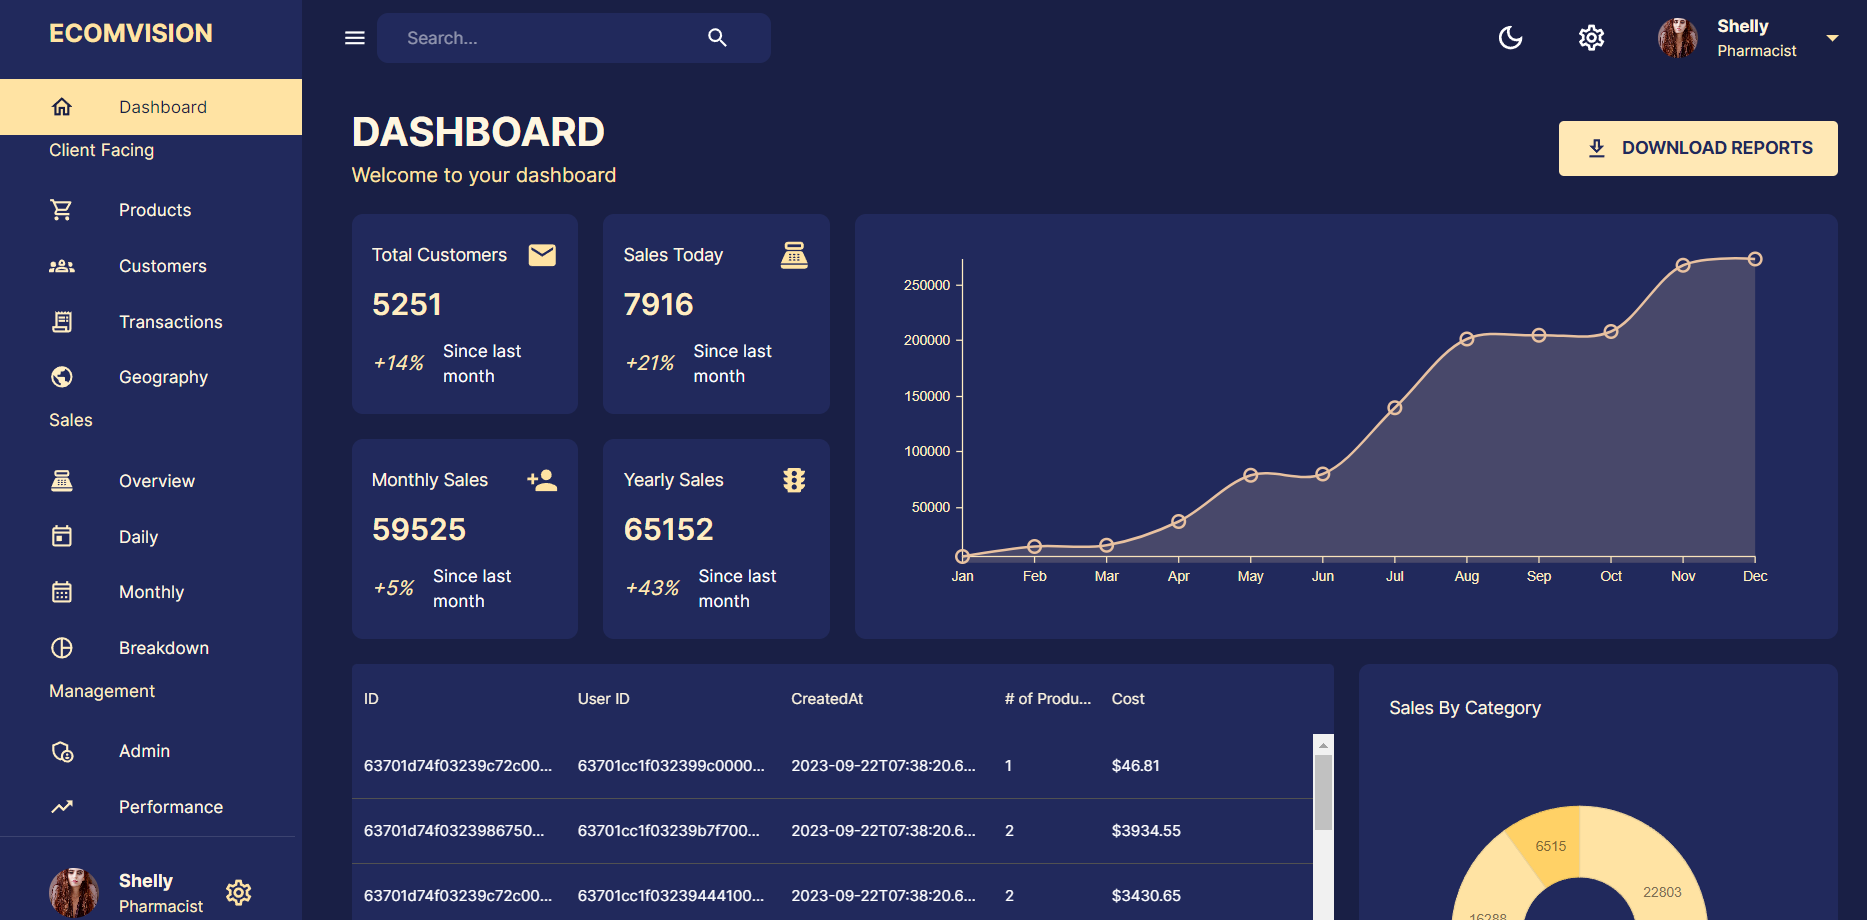 ECOMVISION
Search...
Shelly
Pharmacist
Dashboard
Client Facing
Products
Customers
Transactions
Geography
Sales
Overview
Daily
Monthly
Breakdown
Management
Admin
Performance
Shelly
Pharmacist
DASHBOARD
Welcome to your dashboard
DOWNLOAD REPORTS
Total Customers
5251
+14%
Since last
month
Sales Today
7916
+21%
Since last
month
Monthly Sales
59525
+5%
Since last
month
Yearly Sales
65152
+43%
Since last
month
250000
200000
150000
100000
50000
Jan Feb Mar Apr May Jun Jul Aug Sep Oct Nov Dec
ID User ID CreatedAt # of Produ... Cost
63701d74f03239c72c00... 63701cc1f032399c0000... 2023-09-22T07:38:20.6... 1 $46.81
63701d74f0323986750... 63701cc1f03239b7f700... 2023-09-22T07:38:20.6... 2 $3934.55
63701d74f03239c72c00... 63701cc1f03239444100... 2023-09-22T07:38:20.6... 2 $3430.65
Sales By Category
6515
22803
16288